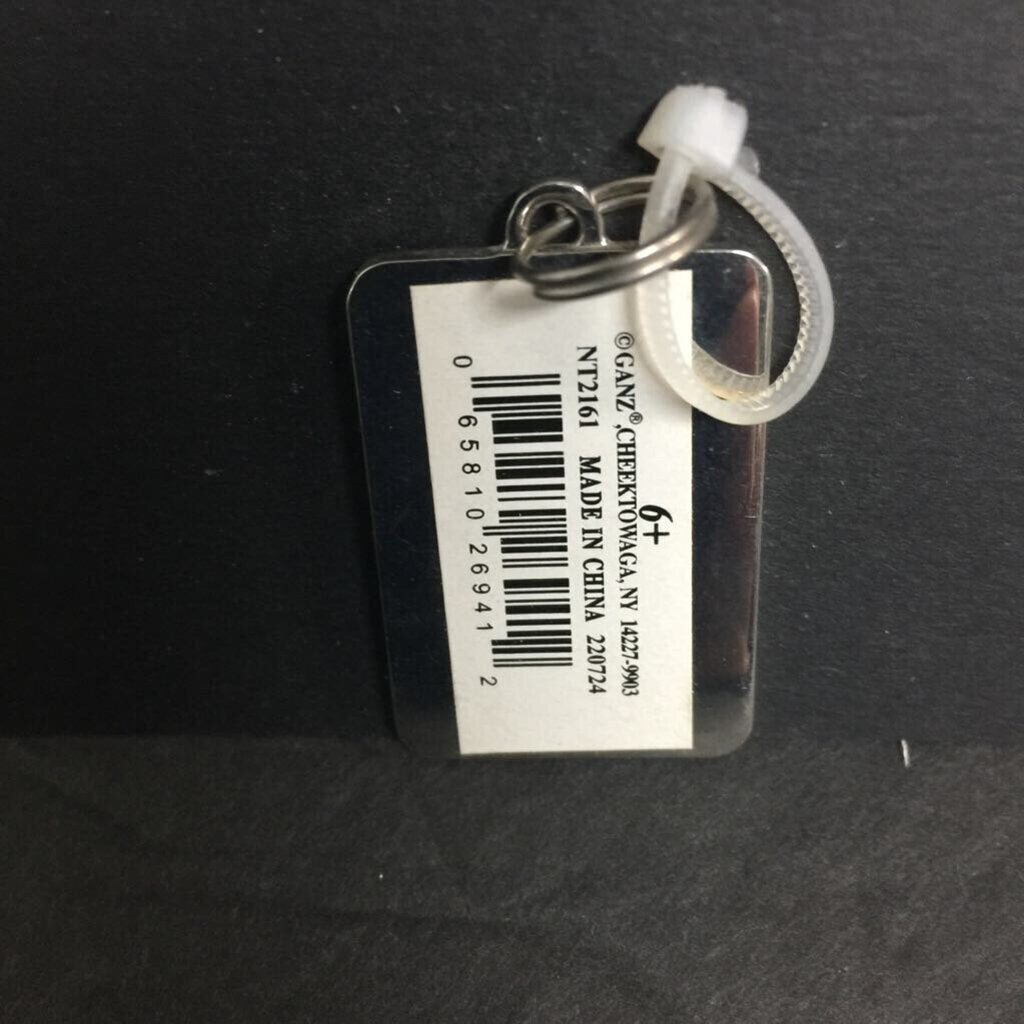 6+
©GANZ®,CHEEKTOWAGA, NY 14227-9903
NT2161 MADE IN CHINA 220724
0 65810 26941 2